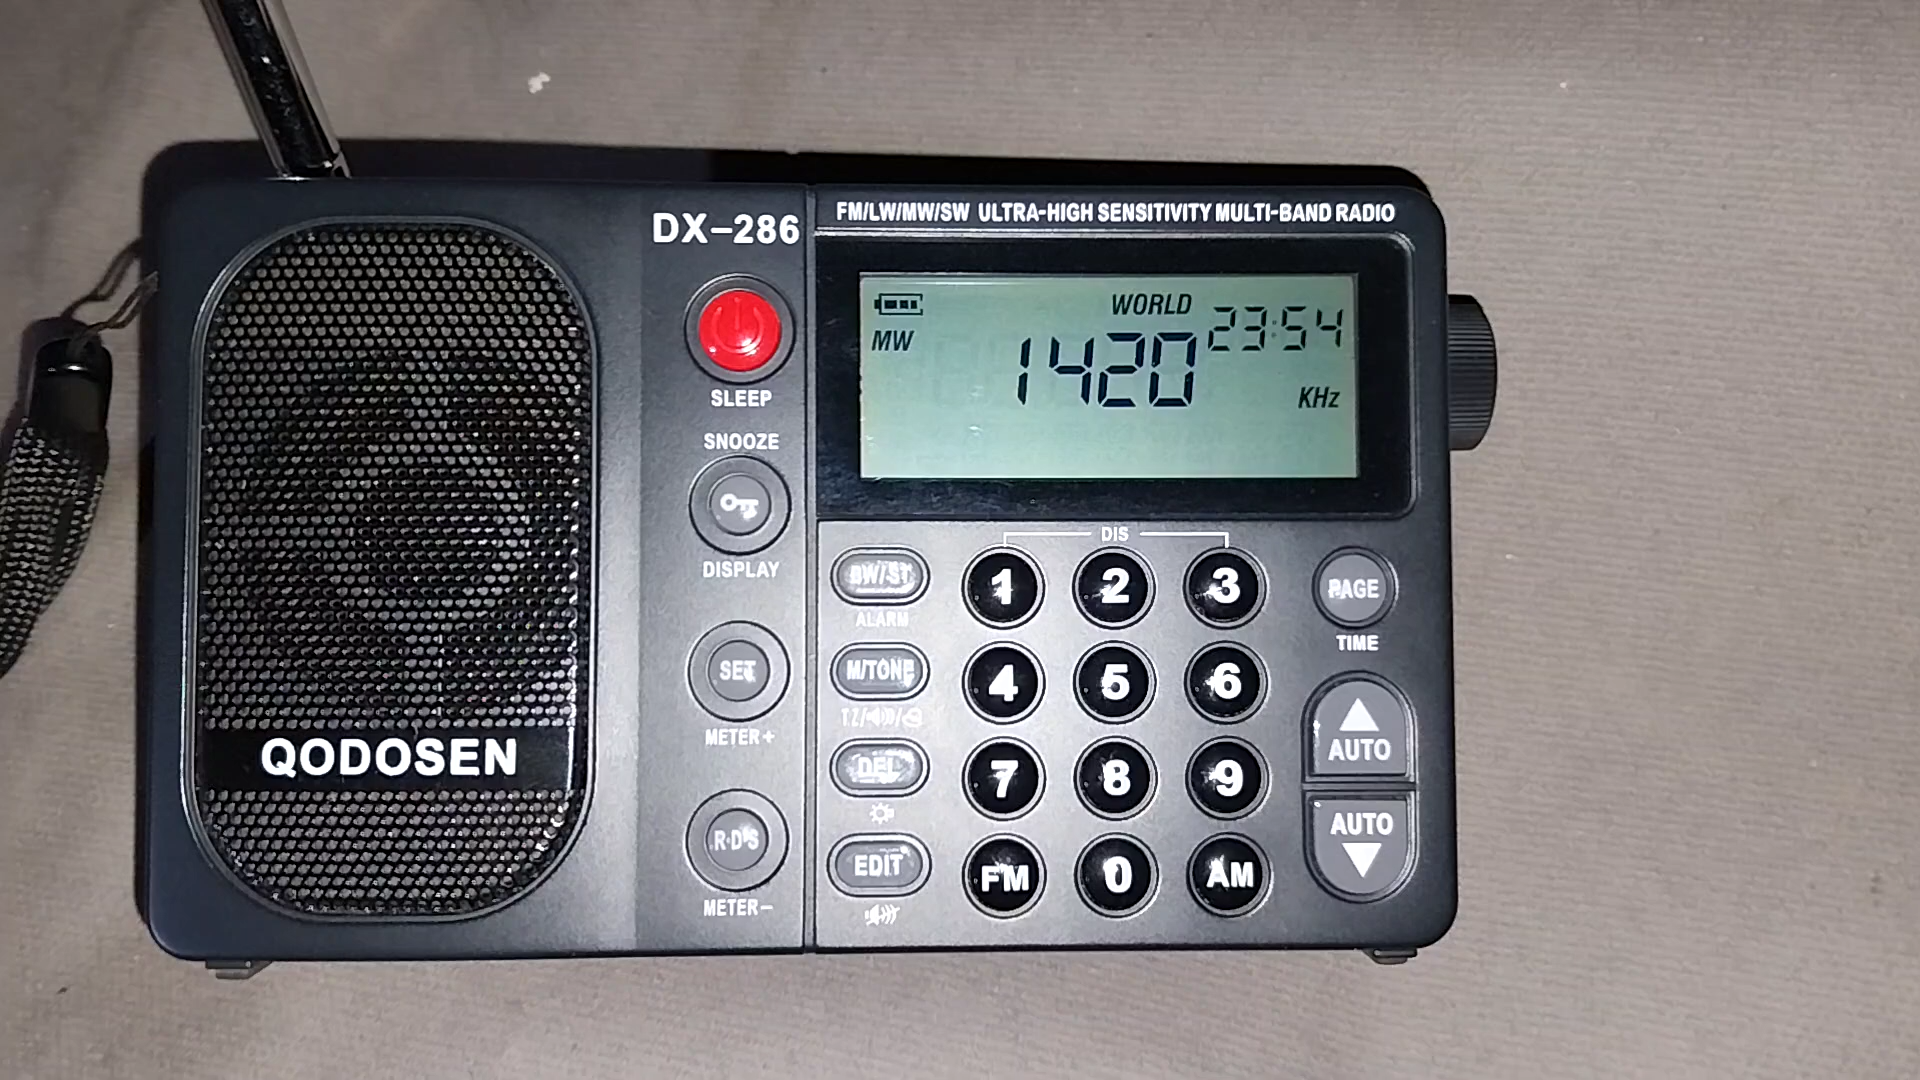 DX-286
FM/LW/MW/SW ULTRA-HIGH SENSITIVITY MULTI-BAND RADIO
WORLD
23:54
MW
1420
KHz
SLEEP
SNOOZE
DISPLAY
SET
METER+
R·D·S
METER-
QODOSEN
DIS
BW/ST
1
2
3
PAGE
ALARM
TIME
M/TONE
4
5
6
TZ/
AUTO
DEL
7
8
9
AUTO
EDIT
FM
0
AM